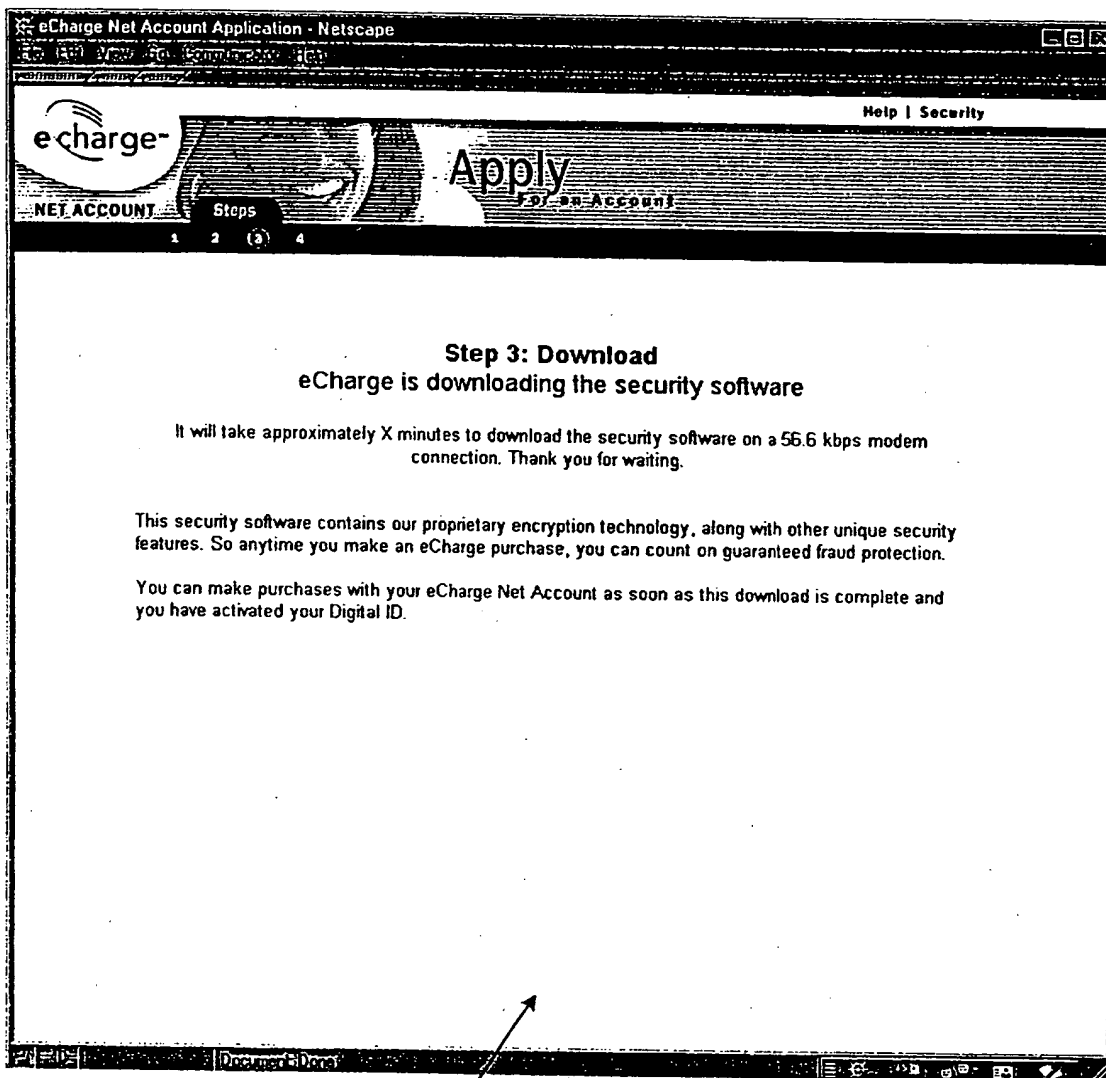 eCharge Net Account Application - Netscape
Help | Security
echarge
NET ACCOUNT
Steps
Apply
For an Account
1 2 (3) 4
Step 3: Download
eCharge is downloading the security software
It will take approximately X minutes to download the security software on a 56.6 kbps modem
connection. Thank you for waiting.
This security software contains our proprietary encryption technology, along with other unique security
features. So anytime you make an eCharge purchase, you can count on guaranteed fraud protection.
You can make purchases with your eCharge Net Account as soon as this download is complete and
you have activated your Digital ID.
Document: Done